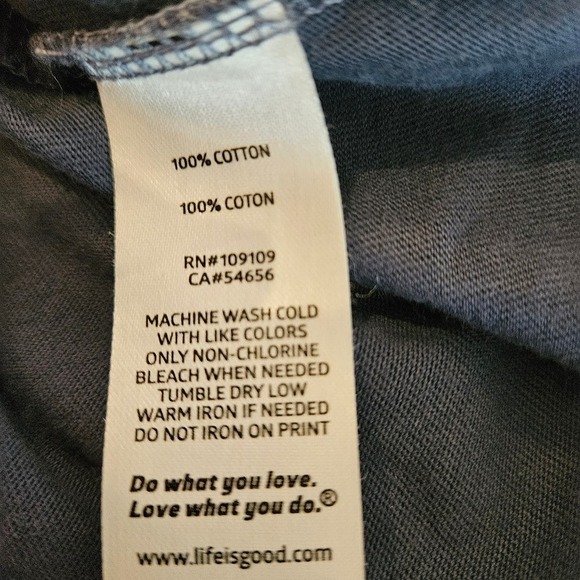 100% COTTON
100% COTON
RN#109109
CA#54656
MACHINE WASH COLD
WITH LIKE COLORS
ONLY NON-CHLORINE
BLEACH WHEN NEEDED
TUMBLE DRY LOW
WARM IRON IF NEEDED
DO NOT IRON ON PRINT
Do what you love.
Love what you do.®
www.lifeisgood.com